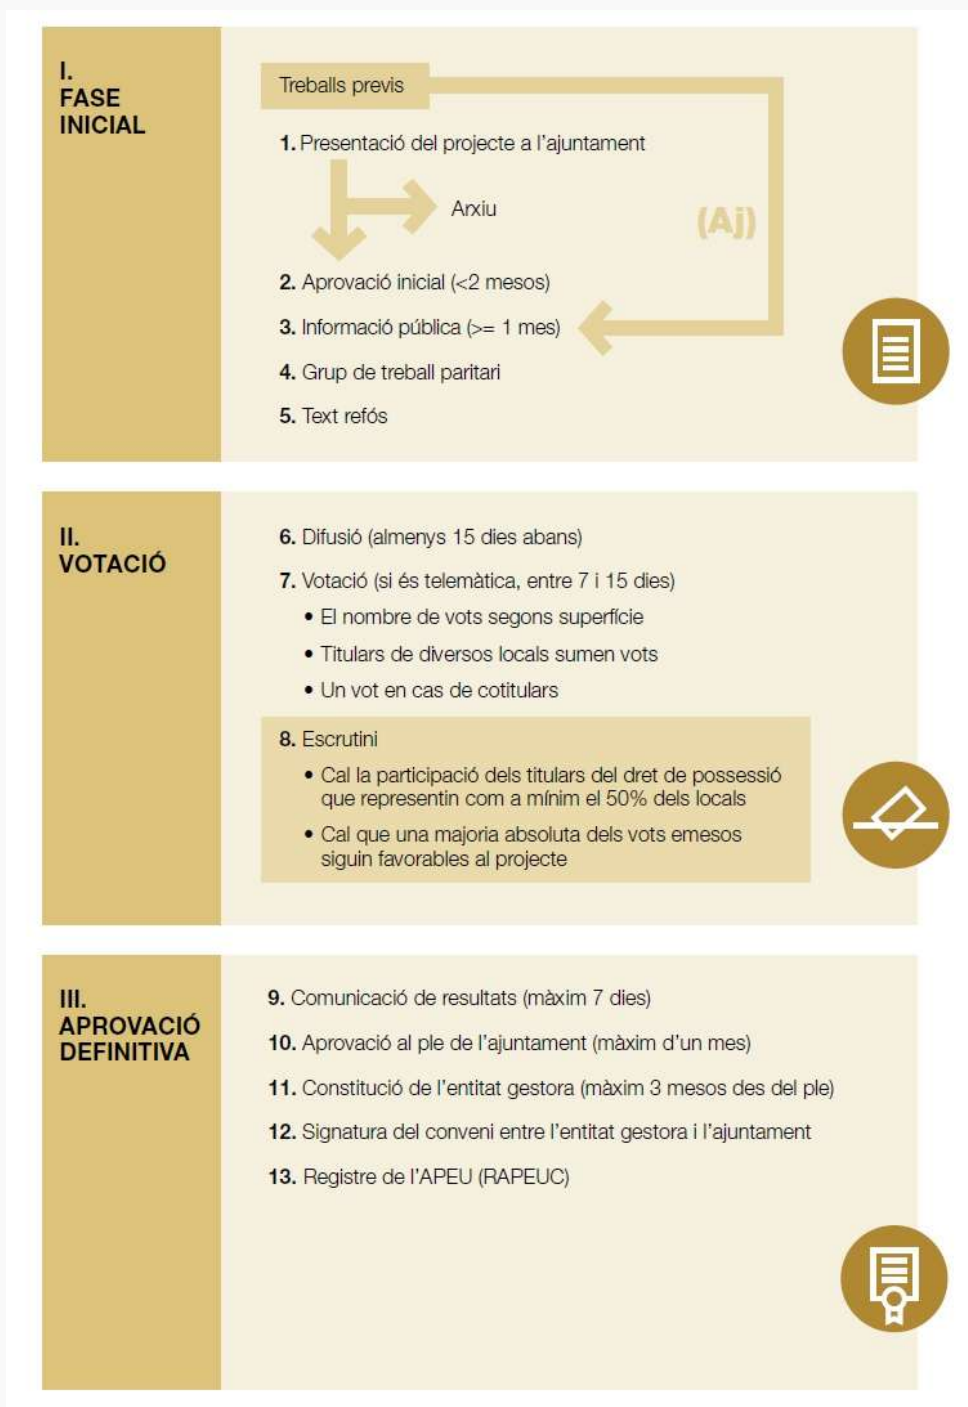 I.
FASE
INICIAL
Treballs previs
1. Presentació del projecte a l'ajuntament
Arxiu
(Aj)
2. Aprovació inicial (<2 mesos)
3. Informació pública (>= 1 mes)
4. Grup de treball paritari
5. Text refós
II.
VOTACIÓ
6. Difusió (almenys 15 dies abans)
7. Votació (si és telemàtica, entre 7 i 15 dies)
• El nombre de vots segons superfície
• Titulars de diversos locals sumen vots
• Un vot en cas de cotitulars
8. Escrutini
• Cal la participació dels titulars del dret de possessió
que representin com a mínim el 50% dels locals
• Cal que una majoria absoluta dels vots emesos
siguin favorables al projecte
III.
APROVACIÓ
DEFINITIVA
9. Comunicació de resultats (màxim 7 dies)
10. Aprovació al ple de l'ajuntament (màxim d'un mes)
11. Constitució de l'entitat gestora (màxim 3 mesos des del ple)
12. Signatura del conveni entre l'entitat gestora i l'ajuntament
13. Registre de l'APEU (RAPEUC)